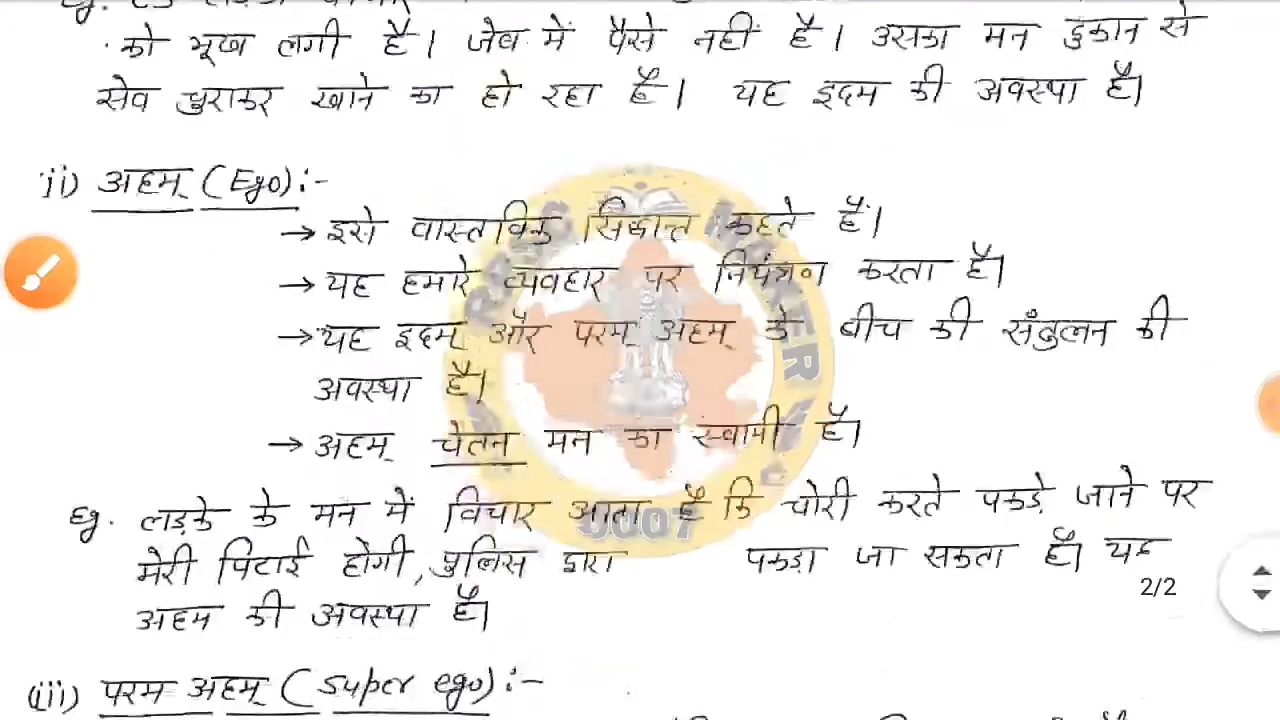 eg.
को भूख लगी है। जेब में पैसे नहीं है। उसका मन दुकान से
सेव चुराकर खाने का हो रहा है। यह इदम की अवस्था है।
ii) अहम् (Ego):-
→ इसे वास्तविक सिद्धान्त कहते हैं।
→ यह हमारे व्यवहार पर नियंत्रण करता है।
→ यह इदम् और परम् अहम् के बीच की संतुलन की
अवस्था है।
→ अहम् चेतन मन का स्वामी है।
Eg. लड़के के मन में विचार आता है कि चोरी करते पकड़े जाने पर
मेरी पिटाई होगी, पुलिस द्वारा पकड़ा जा सकता है। यह
2/2
अहम की अवस्था है।
(iii) परम अहम् (Super ego):-
0007